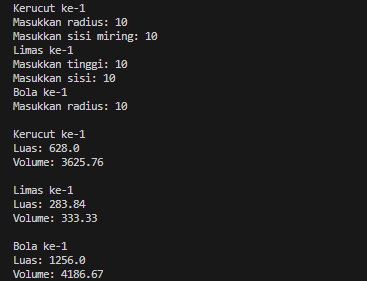 Kerucut ke-1
Masukkan radius: 10
Masukkan sisi miring: 10
Limas ke-1
Masukkan tinggi: 10
Masukkan sisi: 10
Bola ke-1
Masukkan radius: 10
Kerucut ke-1
Luas: 628.0
Volume: 3625.76
Limas ke-1
Luas: 283.84
Volume: 333.33
Bola ke-1
Luas: 1256.0
Volume: 4186.67